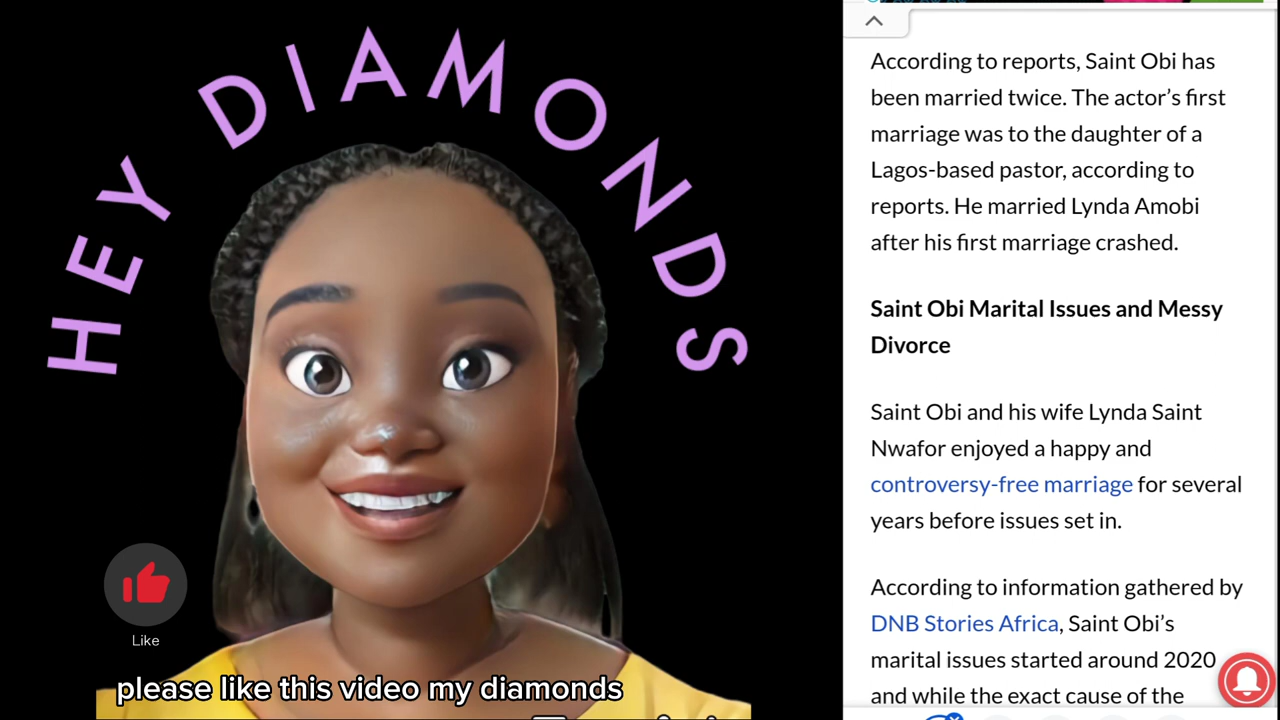 HEY DIAMONDS
Like
please like this video my diamonds
According to reports, Saint Obi has
been married twice. The actor’s first
marriage was to the daughter of a
Lagos-based pastor, according to
reports. He married Lynda Amobi
after his first marriage crashed.
Saint Obi Marital Issues and Messy
Divorce
Saint Obi and his wife Lynda Saint
Nwafor enjoyed a happy and
controversy-free marriage for several
years before issues set in.
According to information gathered by
DNB Stories Africa, Saint Obi’s
marital issues started around 2020
and while the exact cause of the